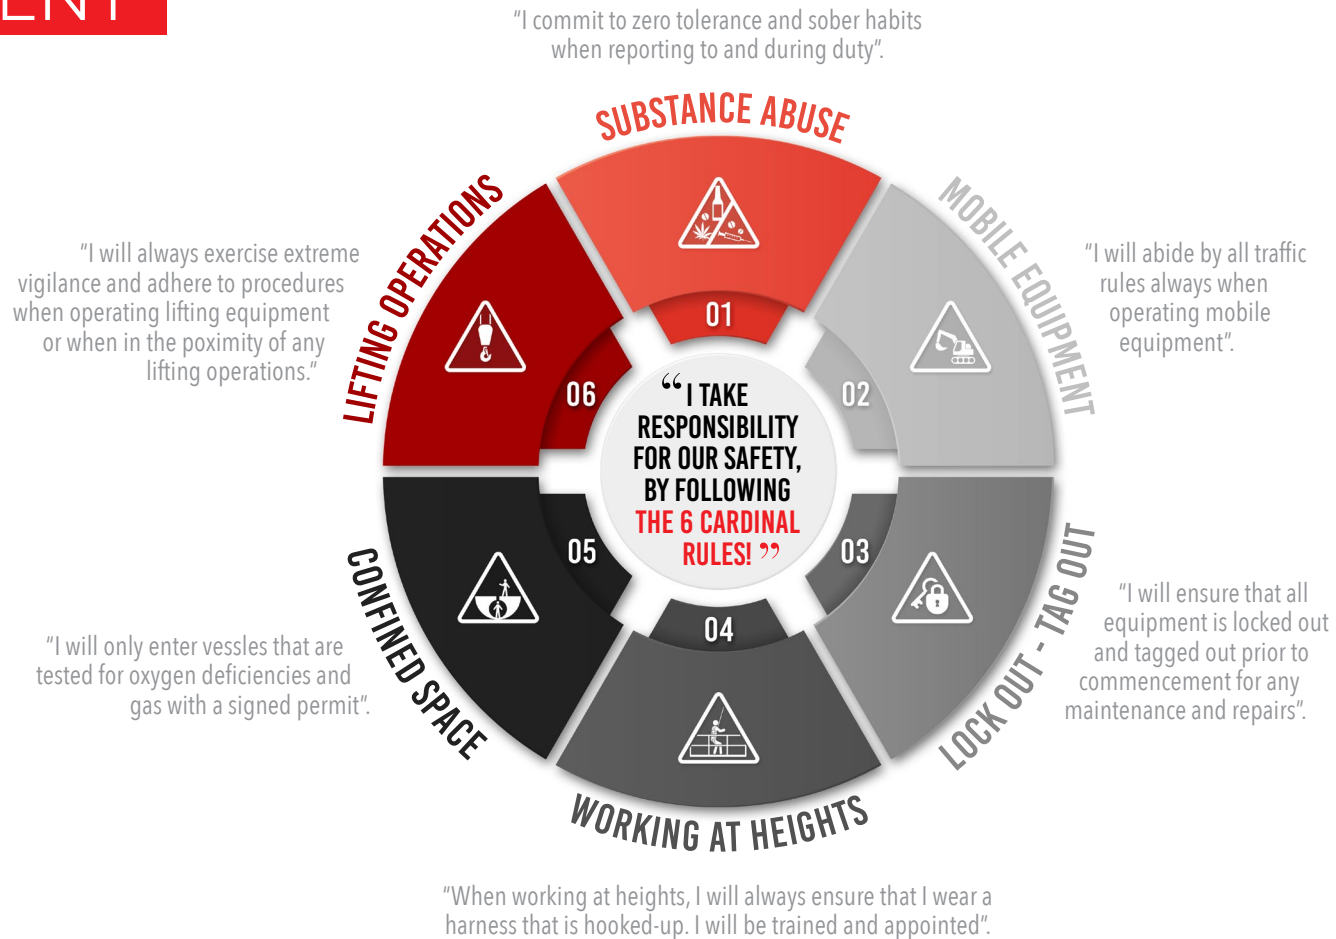 "I commit to zero tolerance and sober habits
when reporting to and during duty".
SUBSTANCE ABUSE
01
MOBILE EQUIPMENT
"I will abide by all traffic
rules always when
operating mobile
equipment".
02
LOCK OUT - TAG OUT
"I will ensure that all
equipment is locked out
and tagged out prior to
commencement for any
maintenance and repairs".
03
04
WORKING AT HEIGHTS
"When working at heights, I will always ensure that I wear a
harness that is hooked-up. I will be trained and appointed".
05
CONFINED SPACE
"I will only enter vessles that are
tested for oxygen deficiencies and
gas with a signed permit".
06
LIFTING OPERATIONS
"I will always exercise extreme
vigilance and adhere to procedures
when operating lifting equipment
or when in the poximity of any
lifting operations."
“I TAKE
RESPONSIBILITY
FOR OUR SAFETY,
BY FOLLOWING
THE 6 CARDINAL
RULES! ”